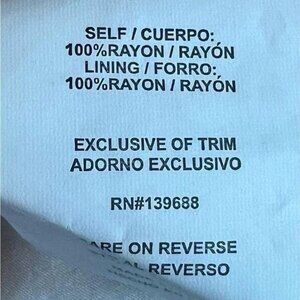 SELF / CUERPO:
100%RAYON / RAYÓN
LINING / FORRO:
100%RAYON / RAYÓN
EXCLUSIVE OF TRIM
ADORNO EXCLUSIVO
RN#139688
ARE ON REVERSE
AL REVERSO